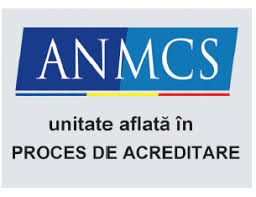 ANMCS
unitate aflată în
PROCES DE ACREDITARE